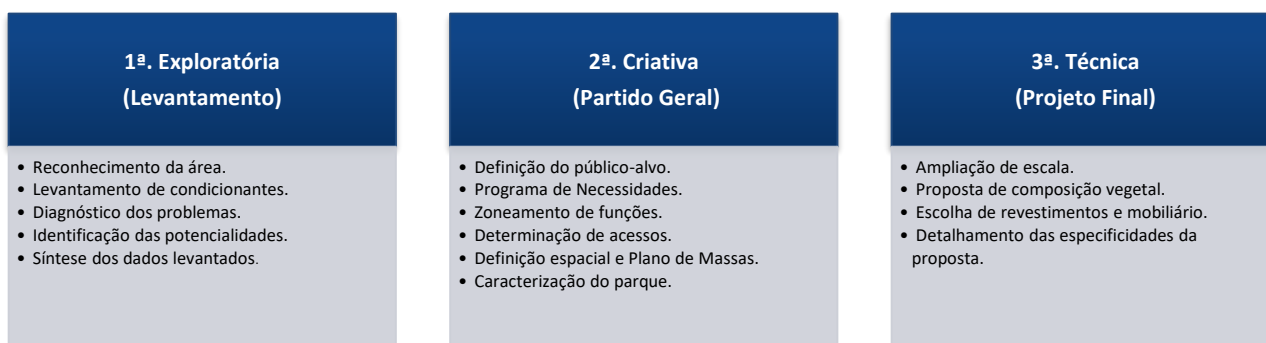 1ª. Exploratória
(Levantamento)
• Reconhecimento da área.
• Levantamento de condicionantes.
• Diagnóstico dos problemas.
• Identificação das potencialidades.
• Síntese dos dados levantados.
2ª. Criativa
(Partido Geral)
• Definição do público-alvo.
• Programa de Necessidades.
• Zoneamento de funções.
• Determinação de acessos.
• Definição espacial e Plano de Massas.
• Caracterização do parque.
3ª. Técnica
(Projeto Final)
• Ampliação de escala.
• Proposta de composição vegetal.
• Escolha de revestimentos e mobiliário.
• Detalhamento das especificidades da
proposta.